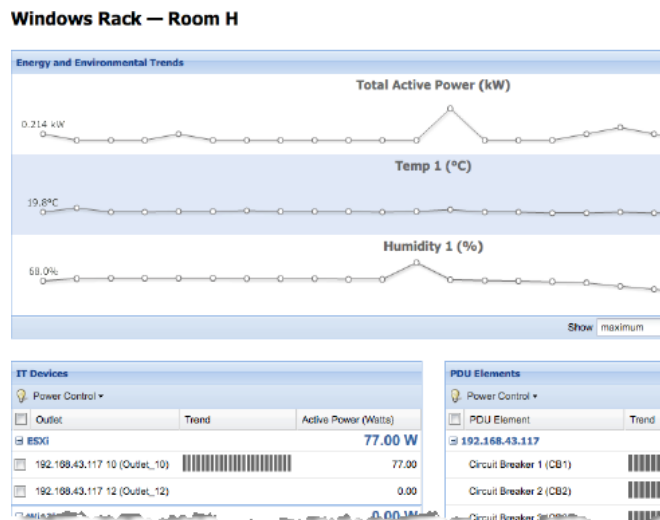 Windows Rack — Room H
Energy and Environmental Trends
Total Active Power (kW)
0.214 kW
Temp 1 (°C)
19.8°C
Humidity 1 (%)
68.0%
Show maximum
IT Devices
Power Control
Outlet Trend Active Power (Watts)
ESXi 77.00 W
192.168.43.117 10 (Outlet_10) 77.00
192.168.43.117 12 (Outlet_12) 0.00
0.00 W
PDU Elements
Power Control
PDU Element Trend
192.168.43.117
Circuit Breaker 1 (CB1)
Circuit Breaker 2 (CB2)
Circuit Breaker